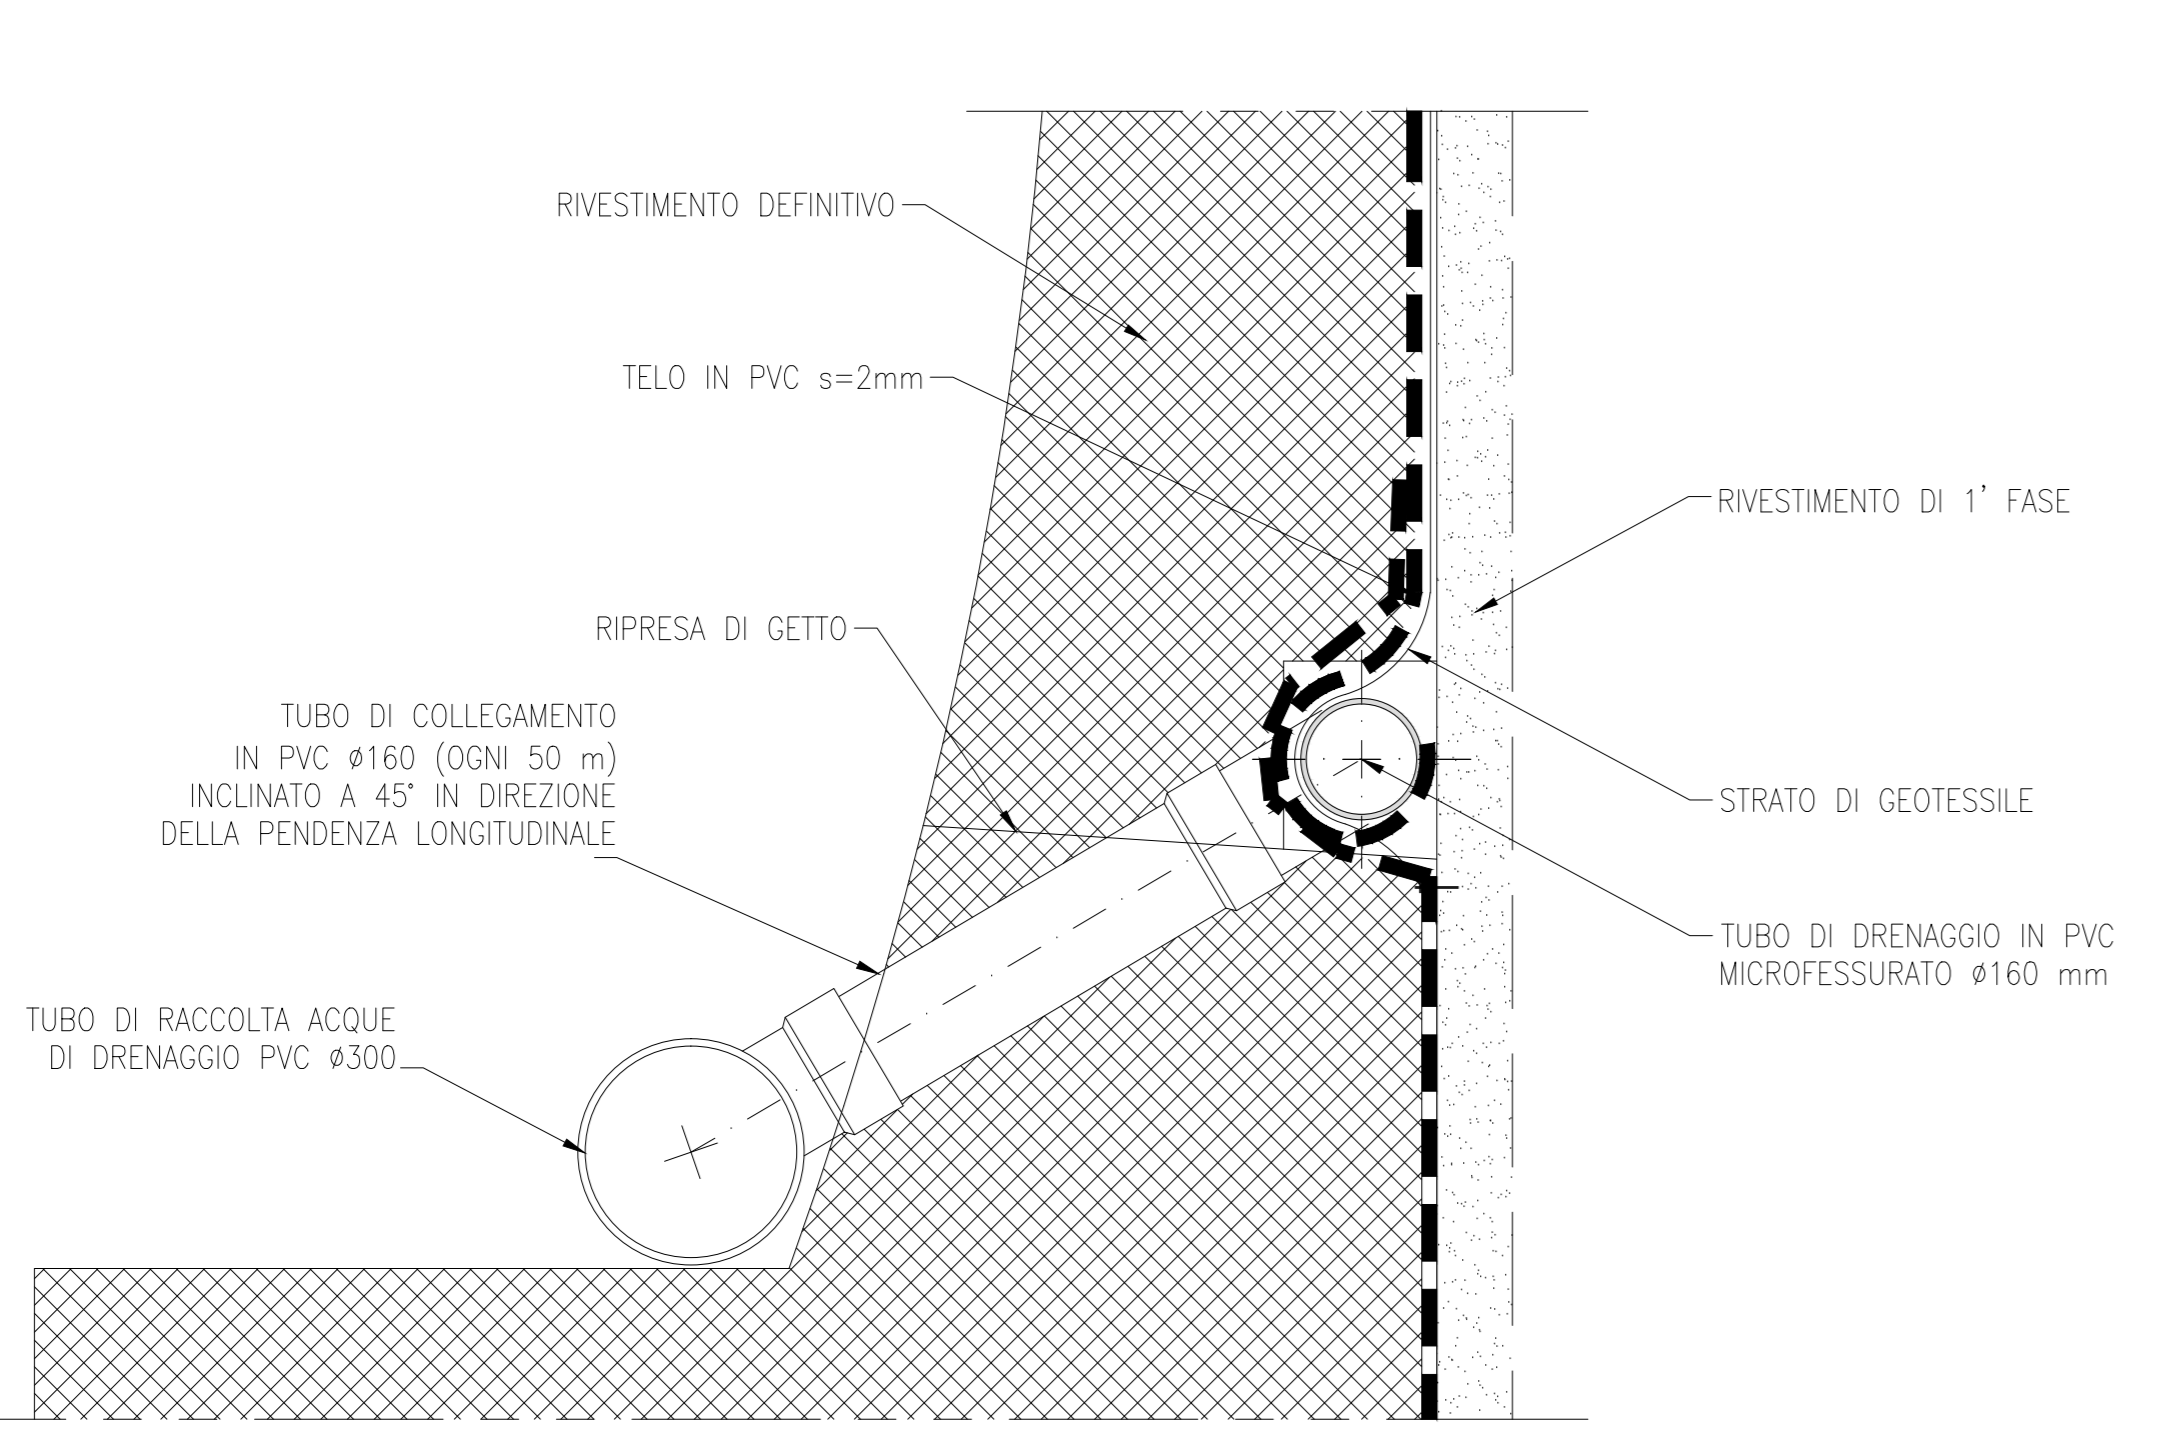 RIVESTIMENTO DEFINITIVO
TELO IN PVC s=2mm
RIVESTIMENTO DI 1' FASE
RIPRESA DI GETTO
TUBO DI COLLEGAMENTO
IN PVC ø160 (OGNI 50 m)
INCLINATO A 45° IN DIREZIONE
DELLA PENDENZA LONGITUDINALE
STRATO DI GEOTESSILE
TUBO DI DRENAGGIO IN PVC
MICROFESSURATO ø160 mm
TUBO DI RACCOLTA ACQUE
DI DRENAGGIO PVC ø300